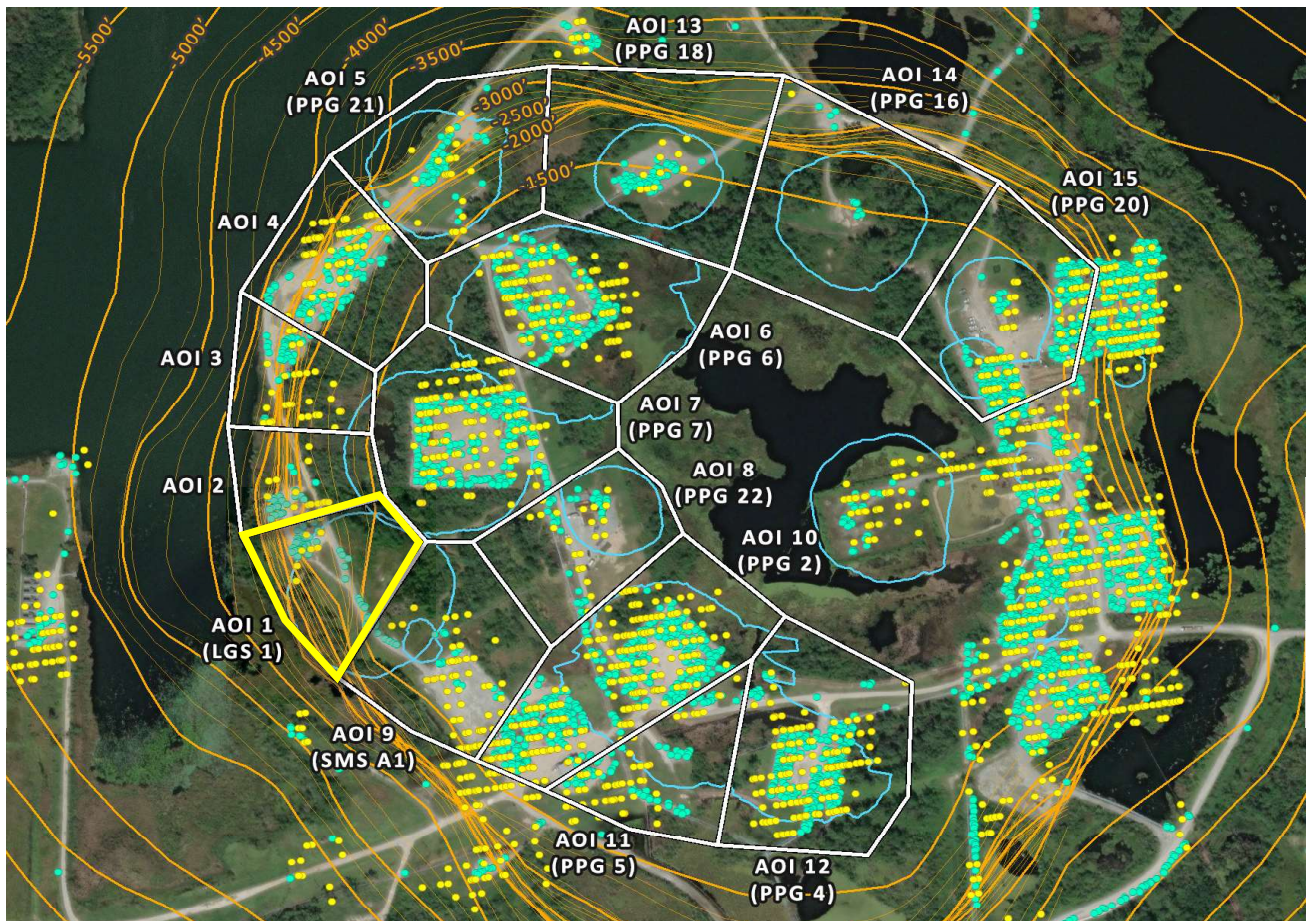 -5500'
-5000'
-4500'
-4000'
-3500'
-3000'
-2500'
-2000'
-1500'
AOI 13
(PPG 18)
AOI 5
(PPG 21)
AOI 14
(PPG 16)
AOI 15
(PPG 20)
AOI 4
AOI 3
AOI 6
(PPG 6)
AOI 7
(PPG 7)
AOI 2
AOI 8
(PPG 22)
AOI 10
(PPG 2)
AOI 1
(LGS 1)
AOI 9
(SMS A1)
AOI 11
(PPG 5)
AOI 12
(PPG 4)